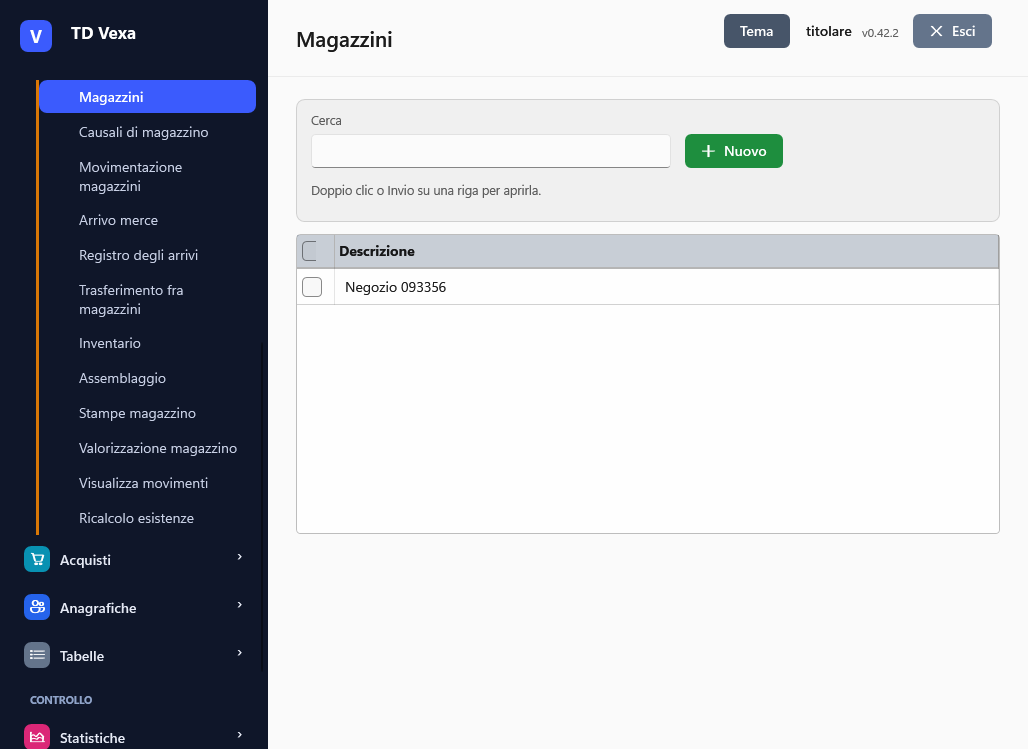 V
TD Vexa
Magazzini
Causali di magazzino
Movimentazione
magazzini
Arrivo merce
Registro degli arrivi
Trasferimento fra
magazzini
Inventario
Assemblaggio
Stampe magazzino
Valorizzazione magazzino
Visualizza movimenti
Ricalcolo esistenze
Acquisti
Anagrafiche
Tabelle
CONTROLLO
Statistiche
Magazzini
Tema
titolare v0.42.2
Esci
Cerca
Nuovo
Doppio clic o Invio su una riga per aprirla.
Descrizione
Negozio 093356